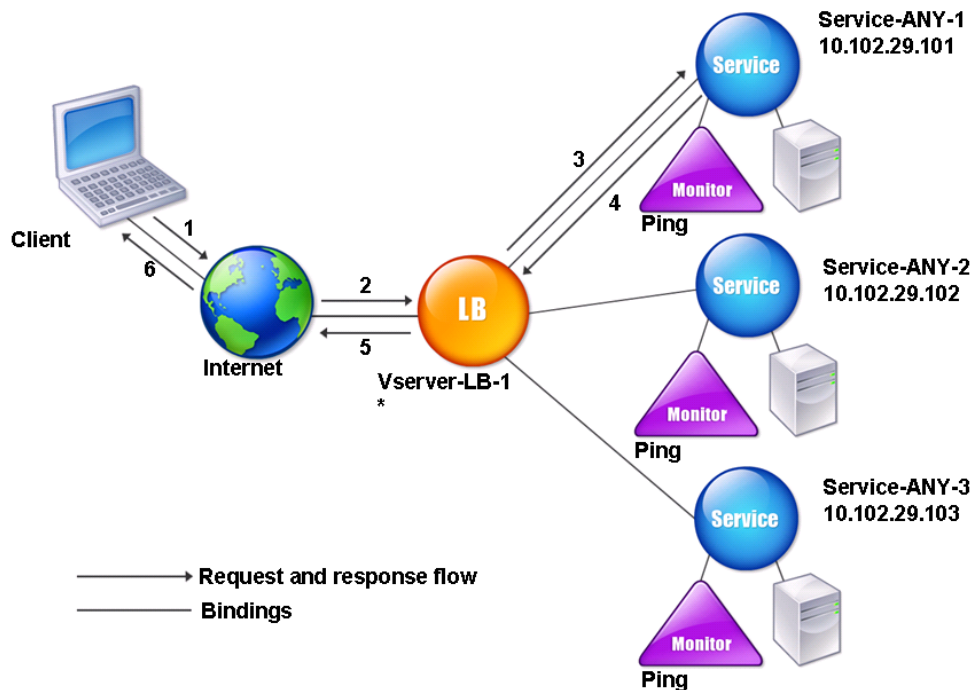 Service-ANY-1
10.102.29.101
Service
3
4
Monitor
Ping
Client
1
6
Service-ANY-2
10.102.29.102
Service
2
LB
5
Internet
Vserver-LB-1
*
Monitor
Ping
Service-ANY-3
10.102.29.103
Service
Request and response flow
Bindings
Monitor
Ping